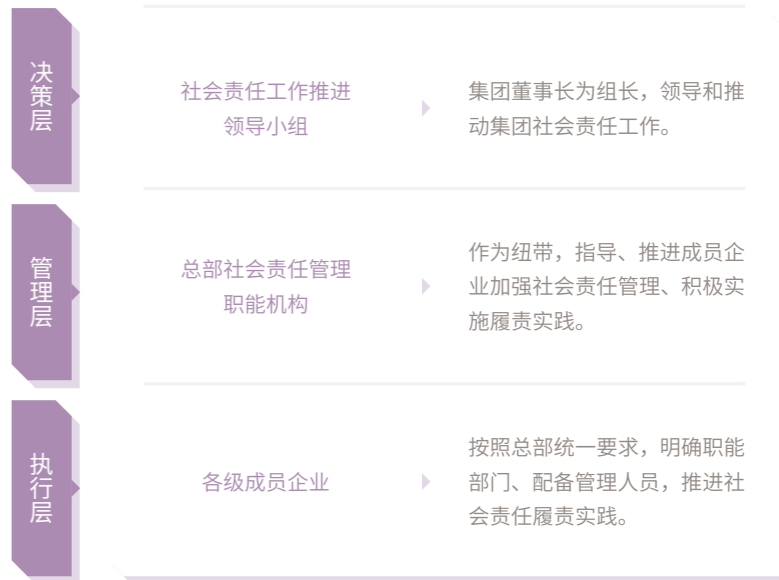 决策层
社会责任工作推进
领导小组
集团董事长为组长，领导和推
动集团社会责任工作。
管理层
总部社会责任管理
职能机构
作为纽带，指导、推进成员企
业加强社会责任管理、积极实
施履责实践。
执行层
各级成员企业
按照总部统一要求，明确职能
部门、配备管理人员，推进社
会责任履责实践。